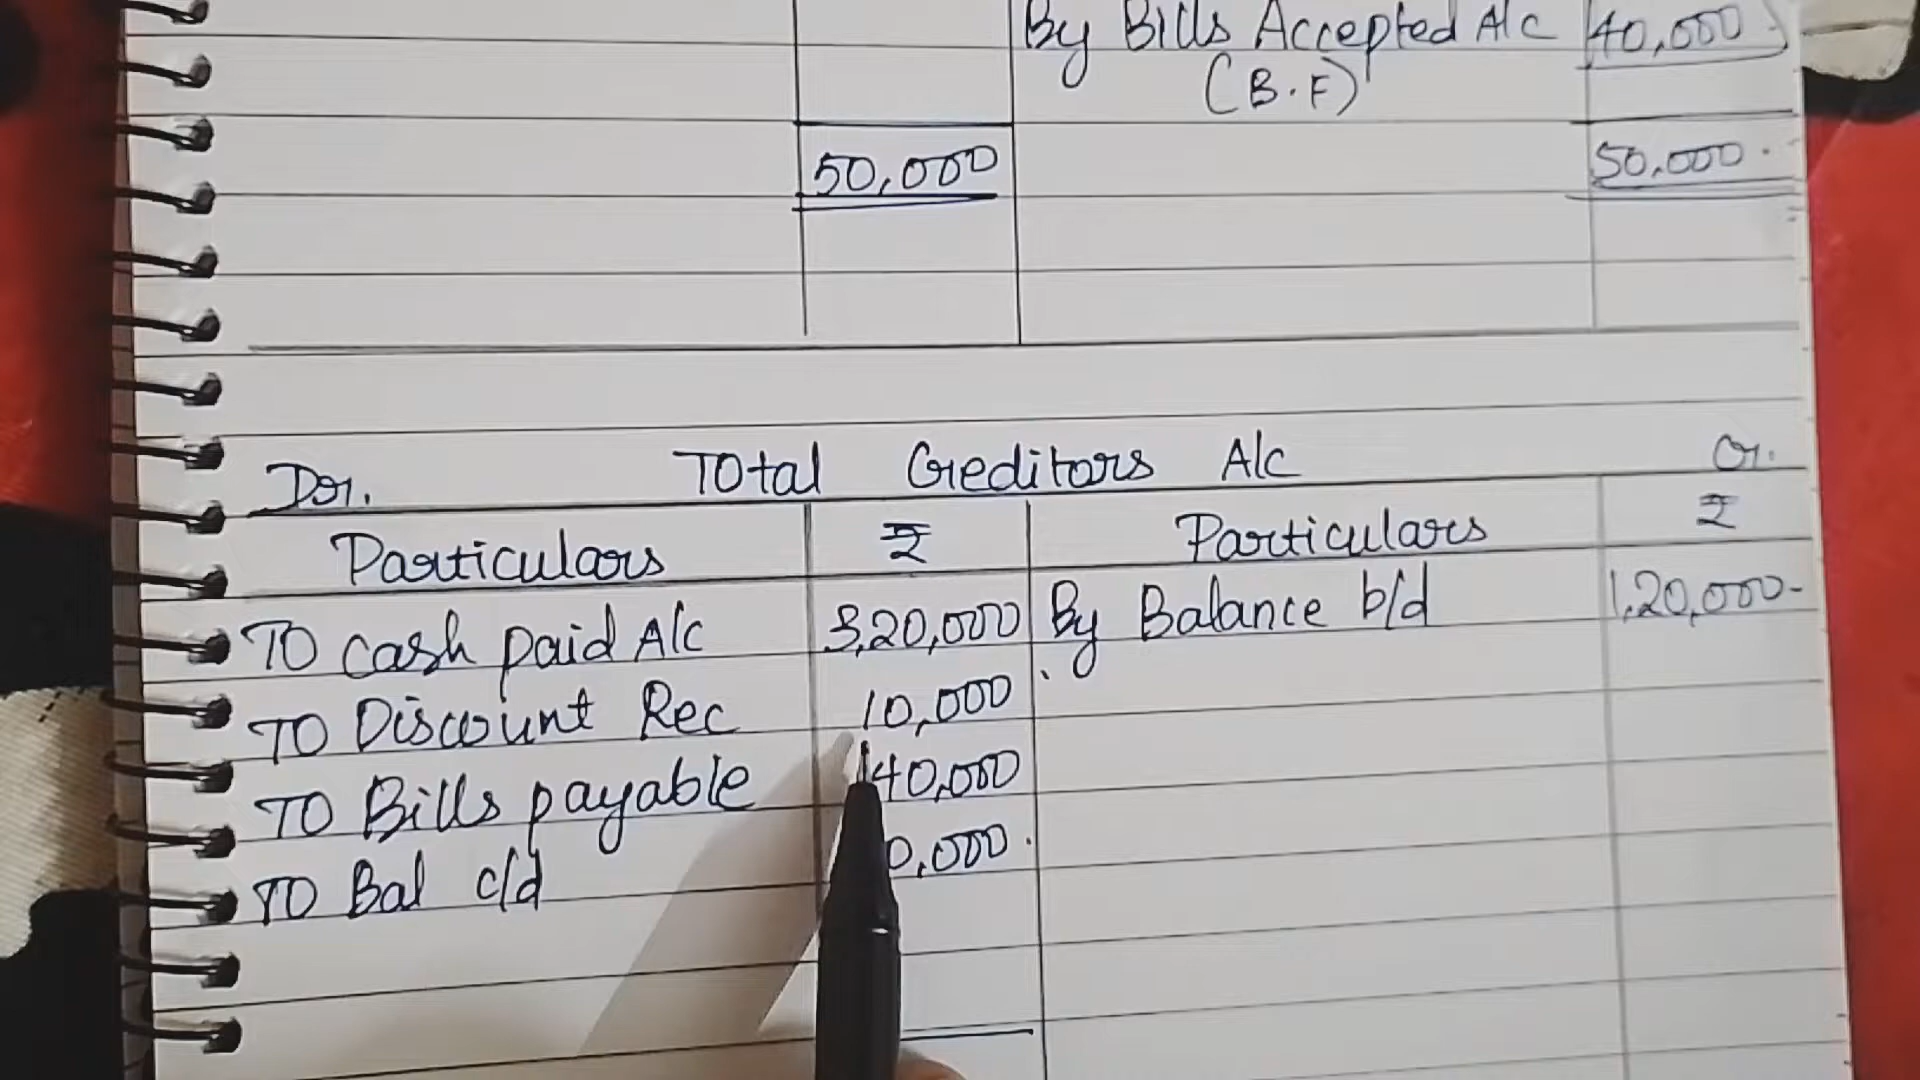 By Bills Accepted A/c 40,000
(B.F)
50,000 50,000
Dr. Total Creditors A/c Cr.
Particulars ₹ Particulars ₹
To cash paid A/c 3,20,000 By Balance b/d 1,20,000
To Discount Rec 10,000
To Bills payable 40,000
To Bal c/d